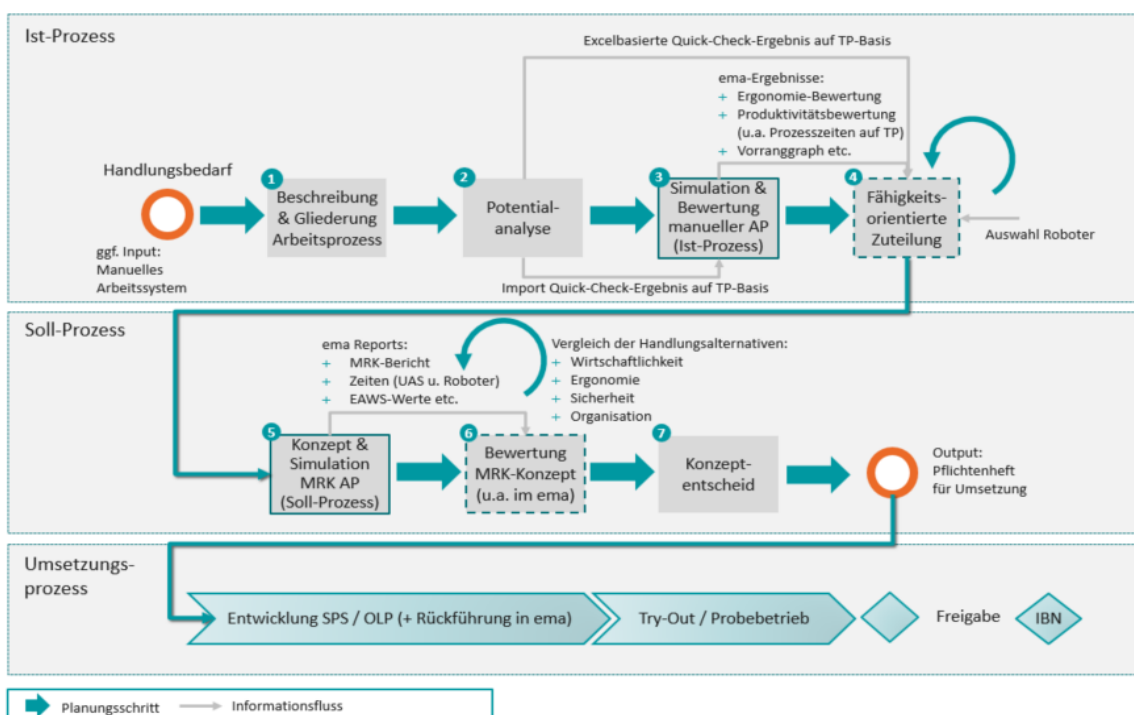 Ist-Prozess
Excelbasierte Quick-Check-Ergebnis auf TP-Basis
ema-Ergebnisse:
+ Ergonomie-Bewertung
+ Produktivitätsbewertung
(u.a. Prozesszeiten auf TP)
+ Vorranggraph etc.
Handlungsbedarf
ggf. Input:
Manuelles
Arbeitssystem
1
Beschreibung
& Gliederung
Arbeitsprozess
2
Potential-
analyse
3
Simulation &
Bewertung
manueller AP
(Ist-Prozess)
4
Fähigkeits-
orientierte
Zuteilung
Auswahl Roboter
Import Quick-Check-Ergebnis auf TP-Basis
Soll-Prozess
ema Reports:
+ MRK-Bericht
+ Zeiten (UAS u. Roboter)
+ EAWS-Werte etc.
Vergleich der Handlungsalternativen:
+ Wirtschaftlichkeit
+ Ergonomie
+ Sicherheit
+ Organisation
5
Konzept &
Simulation
MRK AP
(Soll-Prozess)
6
Bewertung
MRK-Konzept
(u.a. im ema)
7
Konzept-
entscheid
Output:
Pflichtenheft
für Umsetzung
Umsetzungs-
prozess
Entwicklung SPS / OLP (+ Rückführung in ema)
Try-Out / Probebetrieb
Freigabe
IBN
Planungsschritt
Informationsfluss